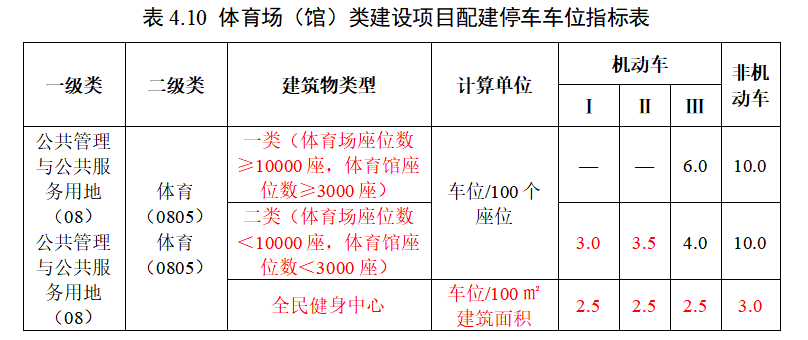 表 4.10 体育场（馆）类建设项目配建停车车位指标表
一级类 二级类 建筑物类型 计算单位 机动车 非机动车
Ⅰ Ⅱ Ⅲ
公共管理
与公共服
务用地
（08）
公共管理
与公共服
务用地
（08）
体育
（0805）
体育
（0805）
一类（体育场座位数
≥10000 座，体育馆座
位数≥3000 座）
车位/100 个
座位
— — 6.0 10.0
二类（体育场座位数
＜10000 座，体育馆座
位数＜3000 座）
3.0 3.5 4.0 10.0
全民健身中心
车位/100 ㎡
建筑面积
2.5 2.5 2.5 3.0